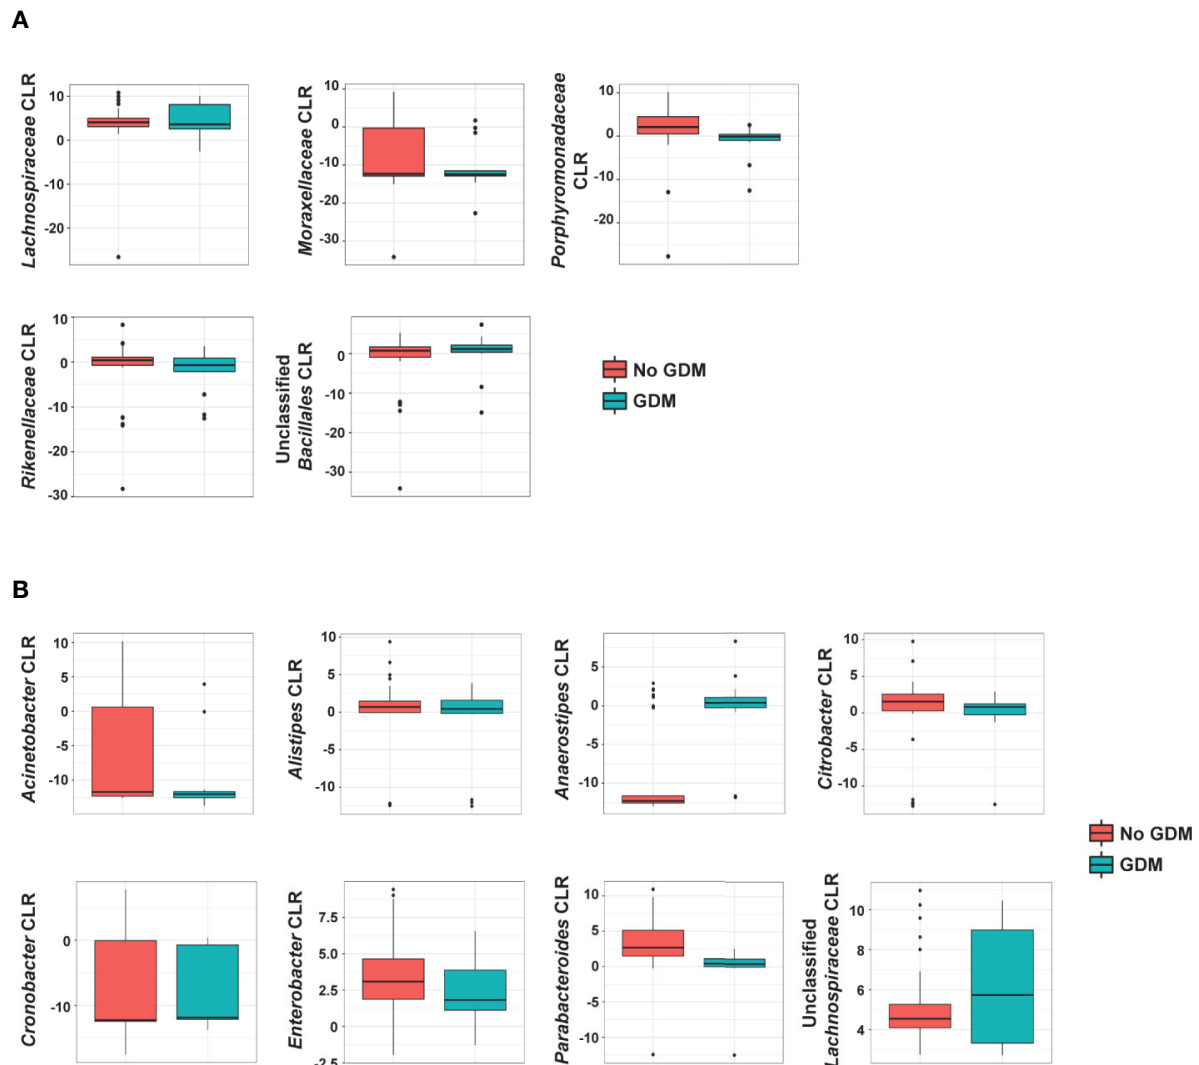 A
Lachnospiraceae CLR
10
0
-10
-20
Moraxellaceae CLR
10
0
-10
-20
-30
Porphyromonadaceae
CLR
10
0
-10
-20
Rikenellaceae CLR
10
0
-10
-20
-30
Unclassified
Bacillales CLR
0
-10
-20
-30
No GDM
GDM
B
Acinetobacter CLR
10
5
0
-5
-10
Alistipes CLR
10
5
0
-5
-10
Anaerostipes CLR
5
0
-5
-10
Citrobacter CLR
10
5
0
-5
-10
No GDM
GDM
Cronobacter CLR
0
-10
Enterobacter CLR
7.5
5.0
2.5
0
-2.5
Parabacteroides CLR
10
5
0
-5
-10
Unclassified
Lachnospiraceae CLR
10
8
6
4